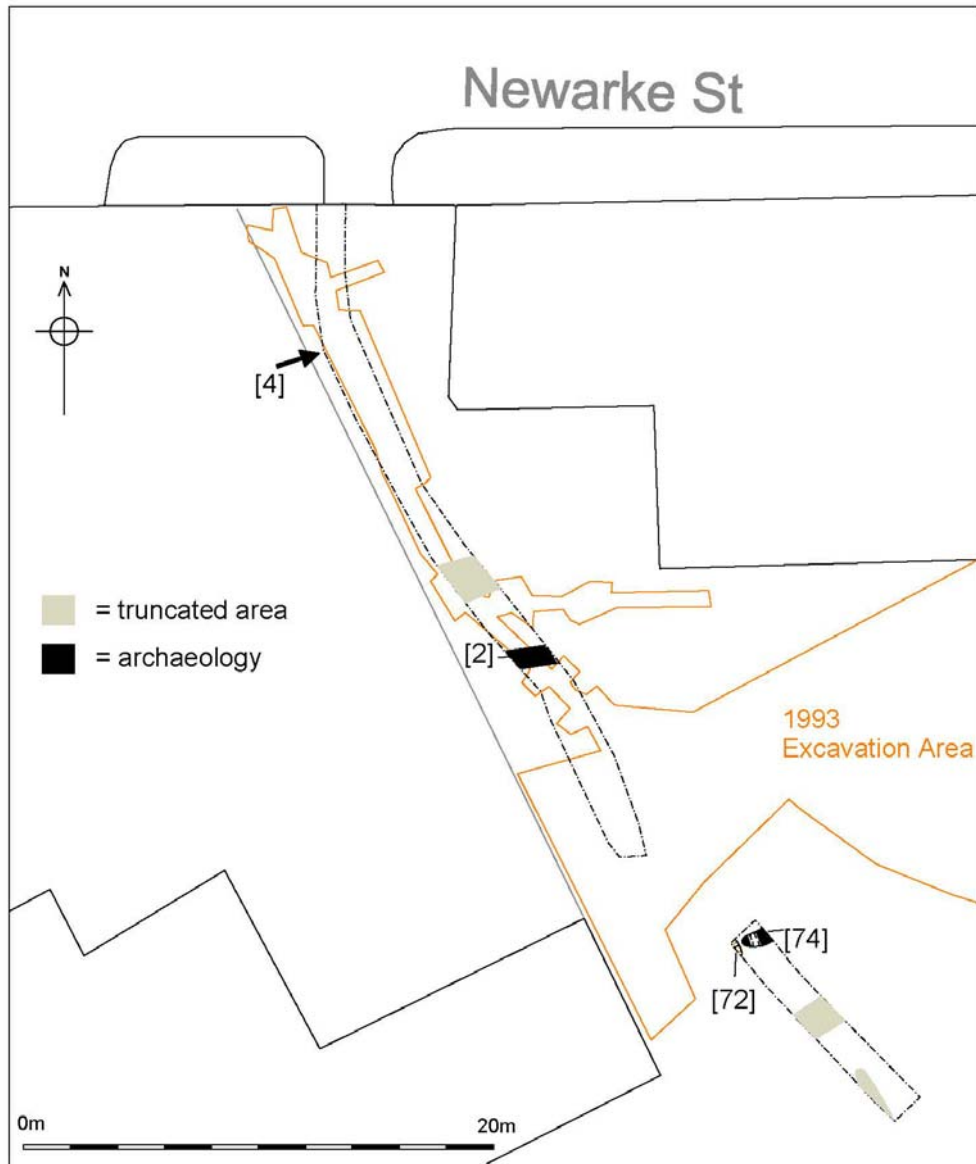 Newarke St
N
[4]
= truncated area
= archaeology
[2]
1993
Excavation Area
[74]
[72]
0m
20m